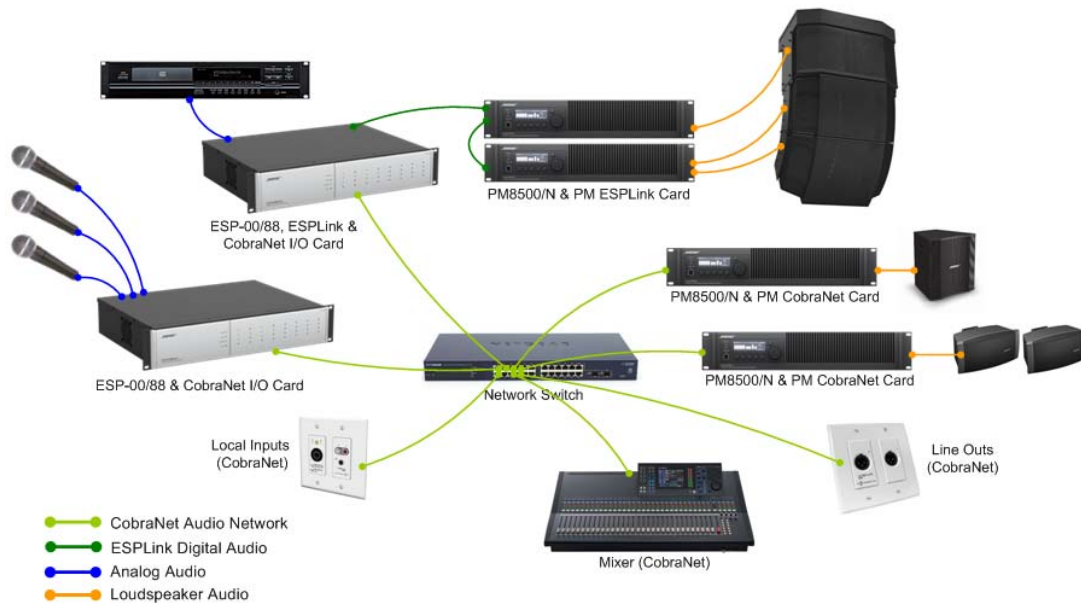 PM8500/N & PM ESPLink Card
ESP-00/88, ESPLink &
CobraNet I/O Card
PM8500/N & PM CobraNet Card
ESP-00/88 & CobraNet I/O Card
PM8500/N & PM CobraNet Card
Network Switch
Local Inputs
(CobraNet)
Line Outs
(CobraNet)
Mixer (CobraNet)
CobraNet Audio Network
ESPLink Digital Audio
Analog Audio
Loudspeaker Audio